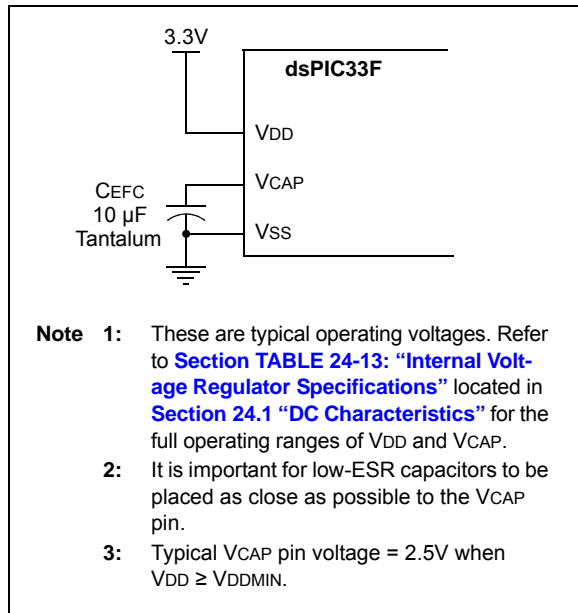 3.3V
dsPIC33F
VDD
VCAP
CEFC
10 µF
Tantalum
VSS
Note 1: These are typical operating voltages. Refer
to Section TABLE 24-13: “Internal Volt-
age Regulator Specifications” located in
Section 24.1 “DC Characteristics” for the
full operating ranges of VDD and VCAP.
2: It is important for low-ESR capacitors to be
placed as close as possible to the VCAP
pin.
3: Typical VCAP pin voltage = 2.5V when
VDD ≥ VDDMIN.